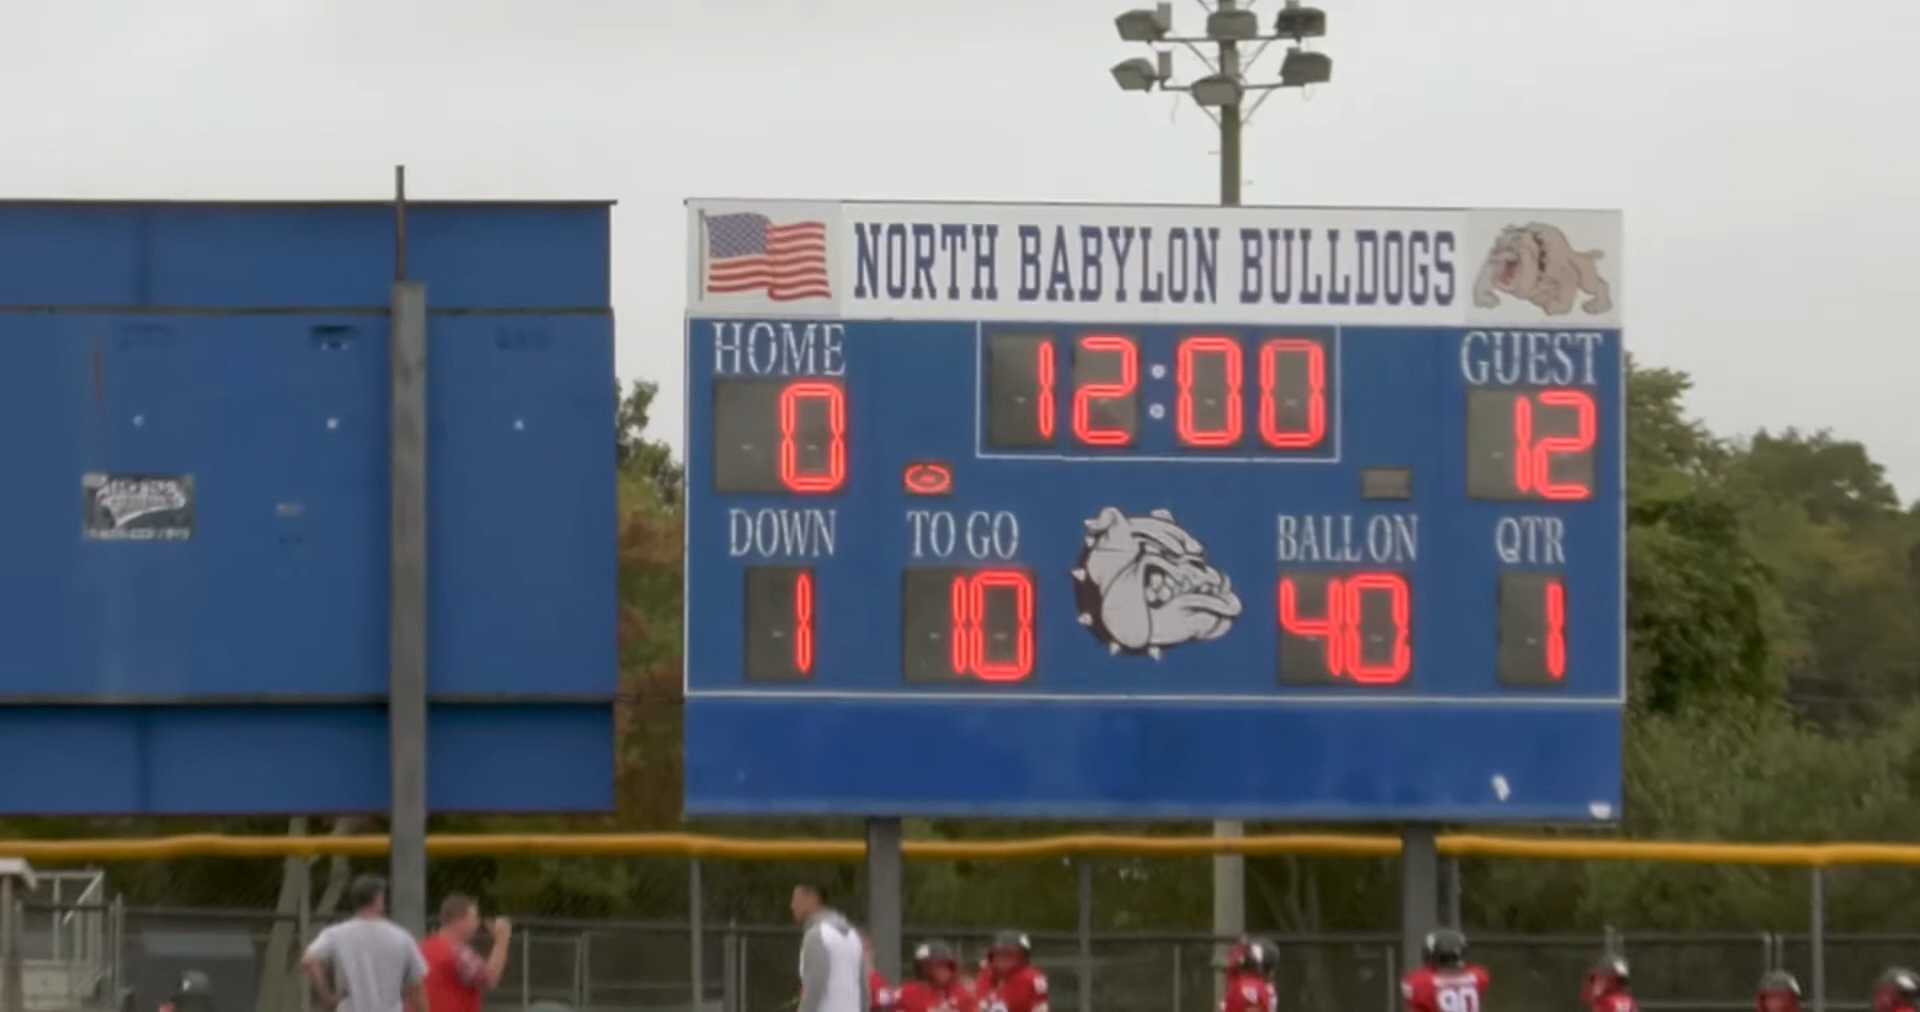 NORTH BABYLON BULLDOGS
HOME 12:00 GUEST
0 12
DOWN TO GO BALL ON QTR
1 10 40 1
90